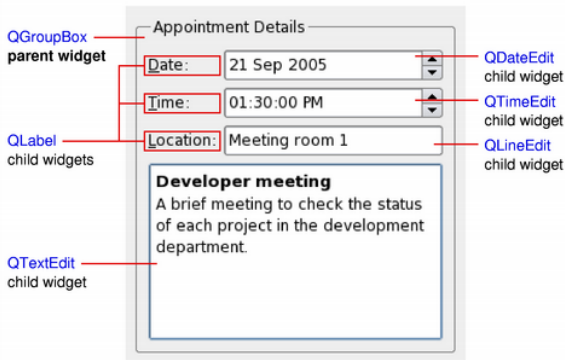 Appointment Details
QGroupBox
parent widget
Date:
21 Sep 2005
QDateEdit
child widget
Time:
01:30:00 PM
QTimeEdit
child widget
QLabel
child widgets
Location:
Meeting room 1
QLineEdit
child widget
Developer meeting
A brief meeting to check the status
of each project in the development
department.
QTextEdit
child widget